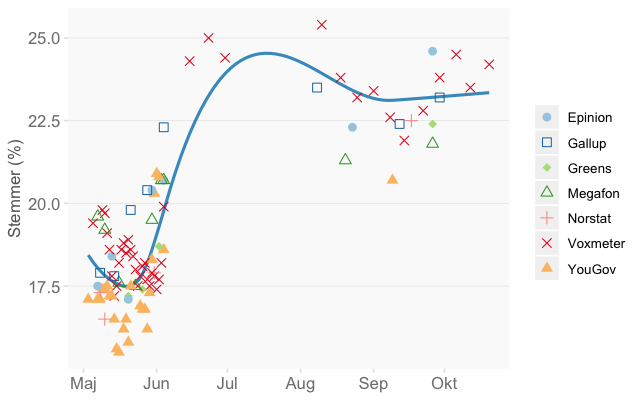 25.0
22.5
20.0
17.5
Stemmer (%)
Maj Jun Jul Aug Sep Okt
Epinion
Gallup
Greens
Megafon
Norstat
Voxmeter
YouGov